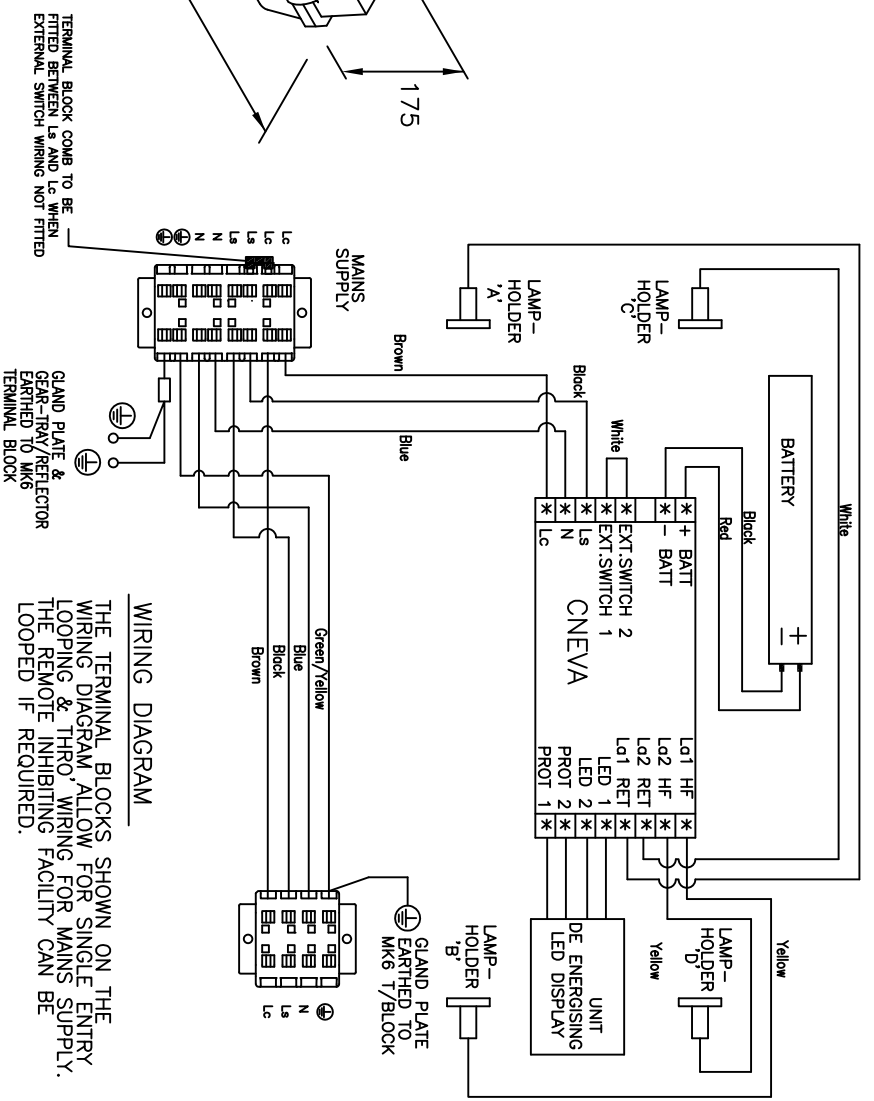 175
TERMINAL BLOCK COMB TO BE
FITTED BETWEEN Ls AND Lc WHEN
EXTERNAL SWITCH WIRING NOT FITTED
MAINS
SUPPLY
Lc
Lc
Ls
Ls
N
N
GLAND PLATE &
GEAR-TRAY/REFLECTOR
EARTHED TO MK6
TERMINAL BLOCK
LAMP-
HOLDER
'A'
LAMP-
HOLDER
'C'
BATTERY
+
-
White
Black
Red
Brown
Black
Blue
White
+ BATT
- BATT
EXT.SWITCH 2
EXT.SWITCH 1
Ls
N
Lc
CNEVA
La1 HF
La2 HF
La2 RET
La1 RET
LED 1
LED 2
PROT 2
PROT 1
UNIT
DE ENERGISING
LED DISPLAY
LAMP-
HOLDER
'D'
LAMP-
HOLDER
'B'
Yellow
Yellow
Green/Yellow
Blue
Black
Brown
GLAND PLATE
EARTHED TO
MK6 T/BLOCK
N
Ls
Lc
WIRING DIAGRAM
THE TERMINAL BLOCKS SHOWN ON THE
WIRING DIAGRAM ALLOW FOR SINGLE ENTRY
LOOPING & THRO' WIRING FOR MAINS SUPPLY.
THE REMOTE INHIBITING FACILITY CAN BE
LOOPED IF REQUIRED.